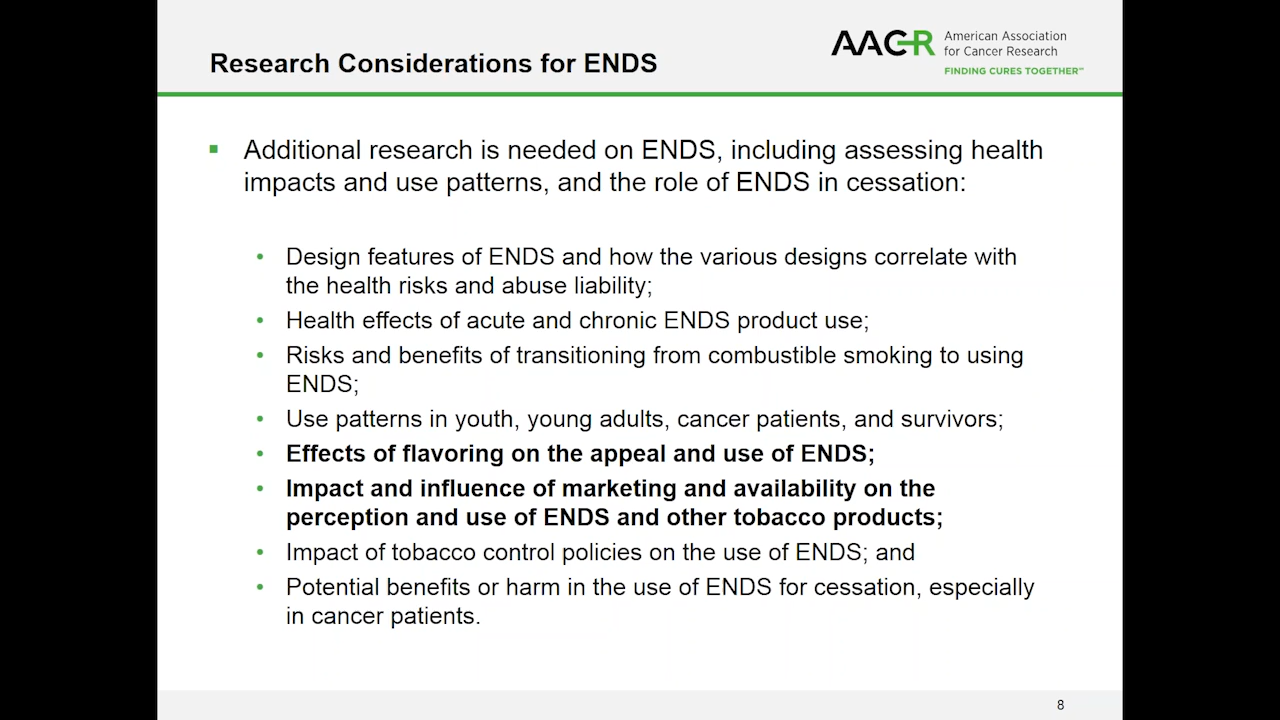 Research Considerations for ENDS
AACR
American Association
for Cancer Research
FINDING CURES TOGETHER℠
▪ Additional research is needed on ENDS, including assessing health
impacts and use patterns, and the role of ENDS in cessation:
• Design features of ENDS and how the various designs correlate with
the health risks and abuse liability;
• Health effects of acute and chronic ENDS product use;
• Risks and benefits of transitioning from combustible smoking to using
ENDS;
• Use patterns in youth, young adults, cancer patients, and survivors;
• Effects of flavoring on the appeal and use of ENDS;
• Impact and influence of marketing and availability on the
perception and use of ENDS and other tobacco products;
• Impact of tobacco control policies on the use of ENDS; and
• Potential benefits or harm in the use of ENDS for cessation, especially
in cancer patients.
8